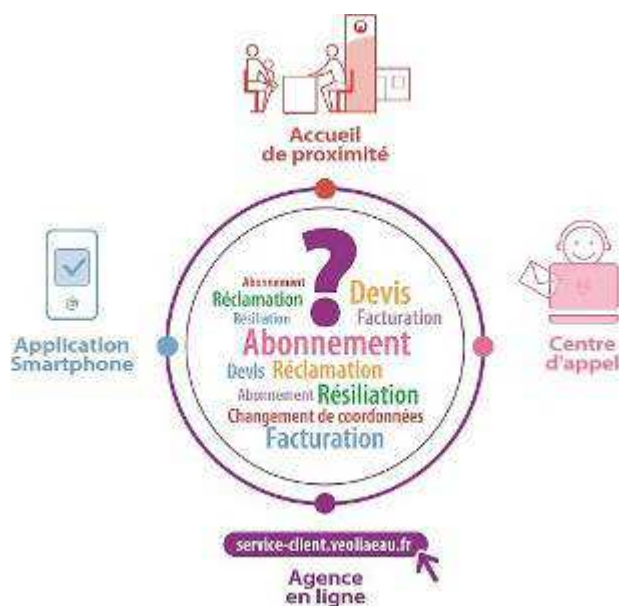 Accueil
de proximité
?
Abonnement
Réclamation
Devis
Résiliation
Facturation
Application
Smartphone
Abonnement
Centre
d'appel
Devis Réclamation
Abonnement Résiliation
Changement de coordonnées
Facturation
service-client.veoliaeau.fr
Agence
en ligne